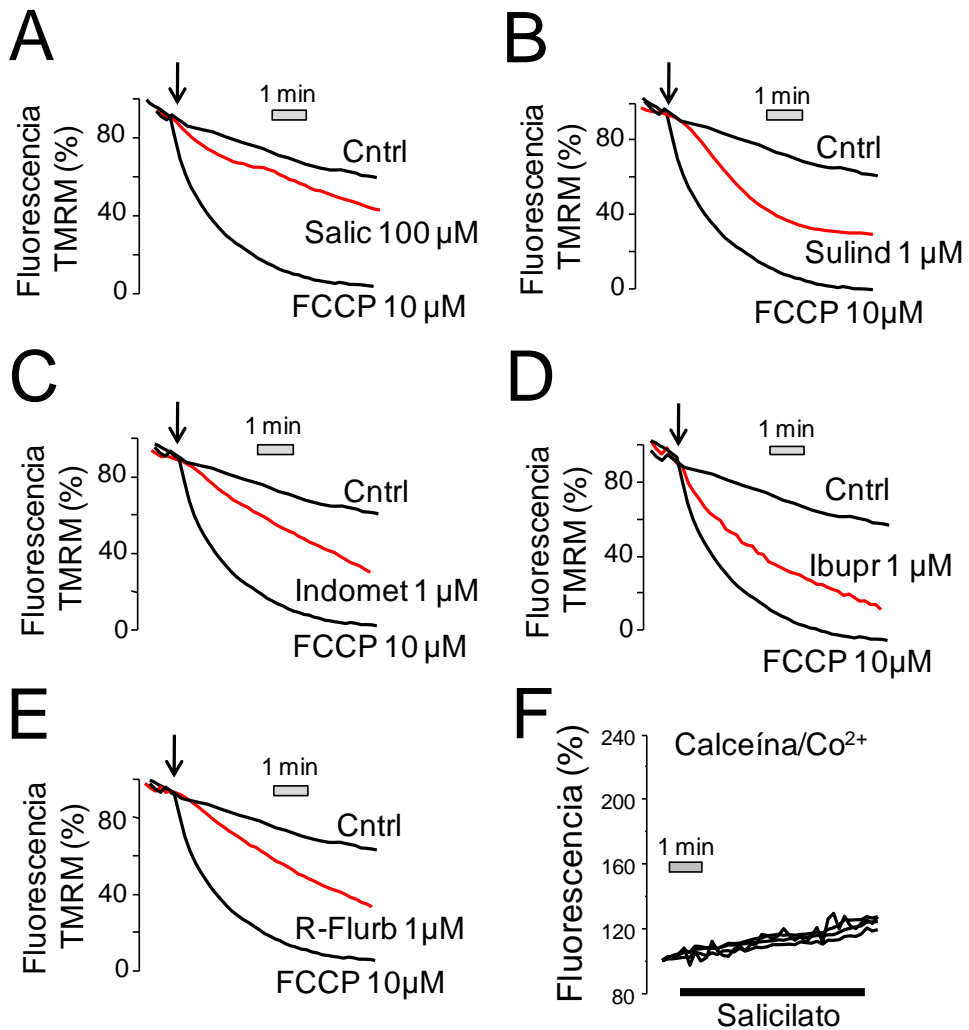 A
1 min
Fluorescencia
TMRM (%)
80
40
0
Cntrl
Salic 100 µM
FCCP 10 µM
B
1 min
Fluorescencia
TMRM (%)
80
40
0
Cntrl
Sulind 1 µM
FCCP 10µM
C
1 min
Fluorescencia
TMRM (%)
80
40
0
Cntrl
Indomet 1 µM
FCCP 10 µM
D
1 min
Fluorescencia
TMRM (%)
80
40
0
Cntrl
Ibupr 1 µM
FCCP 10µM
E
1 min
Fluorescencia
TMRM (%)
80
40
0
Cntrl
R-Flurb 1µM
FCCP 10µM
F
Fluorescencia (%)
240
200
160
120
80
Calceína/Co²⁺
1 min
Salicilato